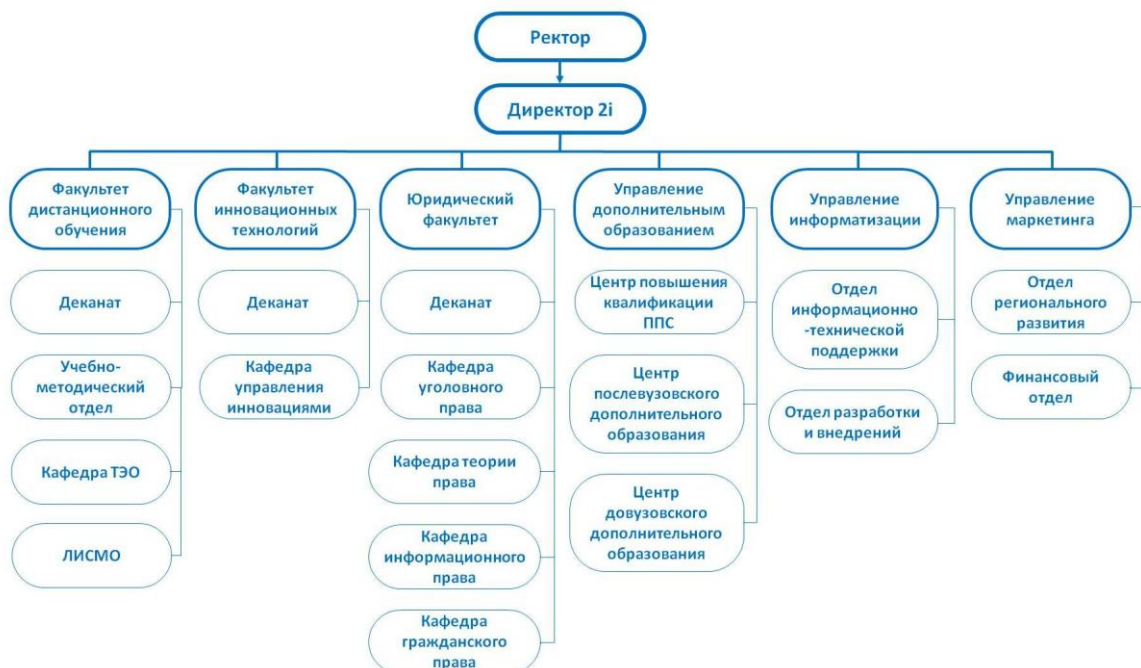 Ректор
Директор 2i
Факультет
дистанционного
обучения
Деканат
Учебно-
методический
отдел
Кафедра ТЭО
ЛИСМО
Факультет
инновационных
технологий
Деканат
Кафедра
управления
инновациями
Юридический
факультет
Деканат
Кафедра
уголовного
права
Кафедра теории
права
Кафедра
информационного
права
Кафедра
гражданского
права
Управление
дополнительным
образованием
Центр повышения
квалификации
ППС
Центр
послевузовского
дополнительного
образования
Центр
довузовского
дополнительного
образования
Управление
информатизации
Отдел
информационно
-технической
поддержки
Отдел разработки
и внедрений
Управление
маркетинга
Отдел
регионального
развития
Финансовый
отдел